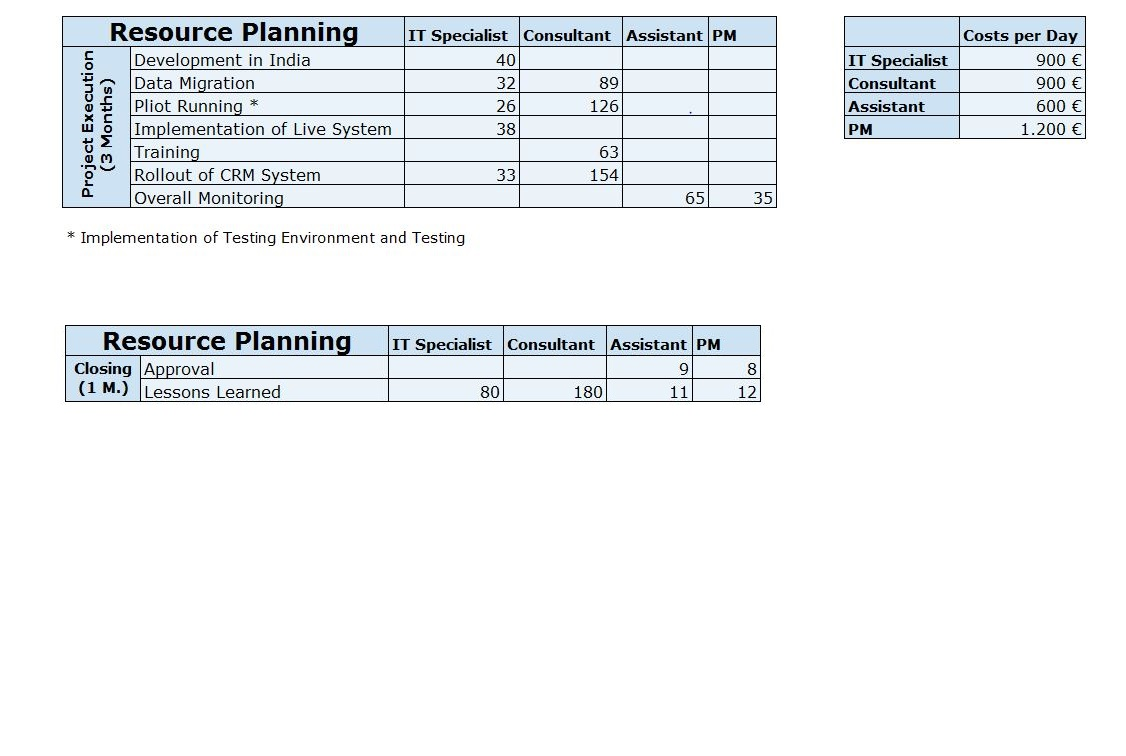 Resource Planning IT Specialist Consultant Assistant PM
Project Execution
(3 Months)
Development in India 40
Data Migration 32 89
Pliot Running * 26 126
Implementation of Live System 38
Training 63
Rollout of CRM System 33 154
Overall Monitoring 65 35
* Implementation of Testing Environment and Testing
Costs per Day
IT Specialist 900 €
Consultant 900 €
Assistant 600 €
PM 1.200 €
Resource Planning IT Specialist Consultant Assistant PM
Closing
(1 M.)
Approval 9 8
Lessons Learned 80 180 11 12